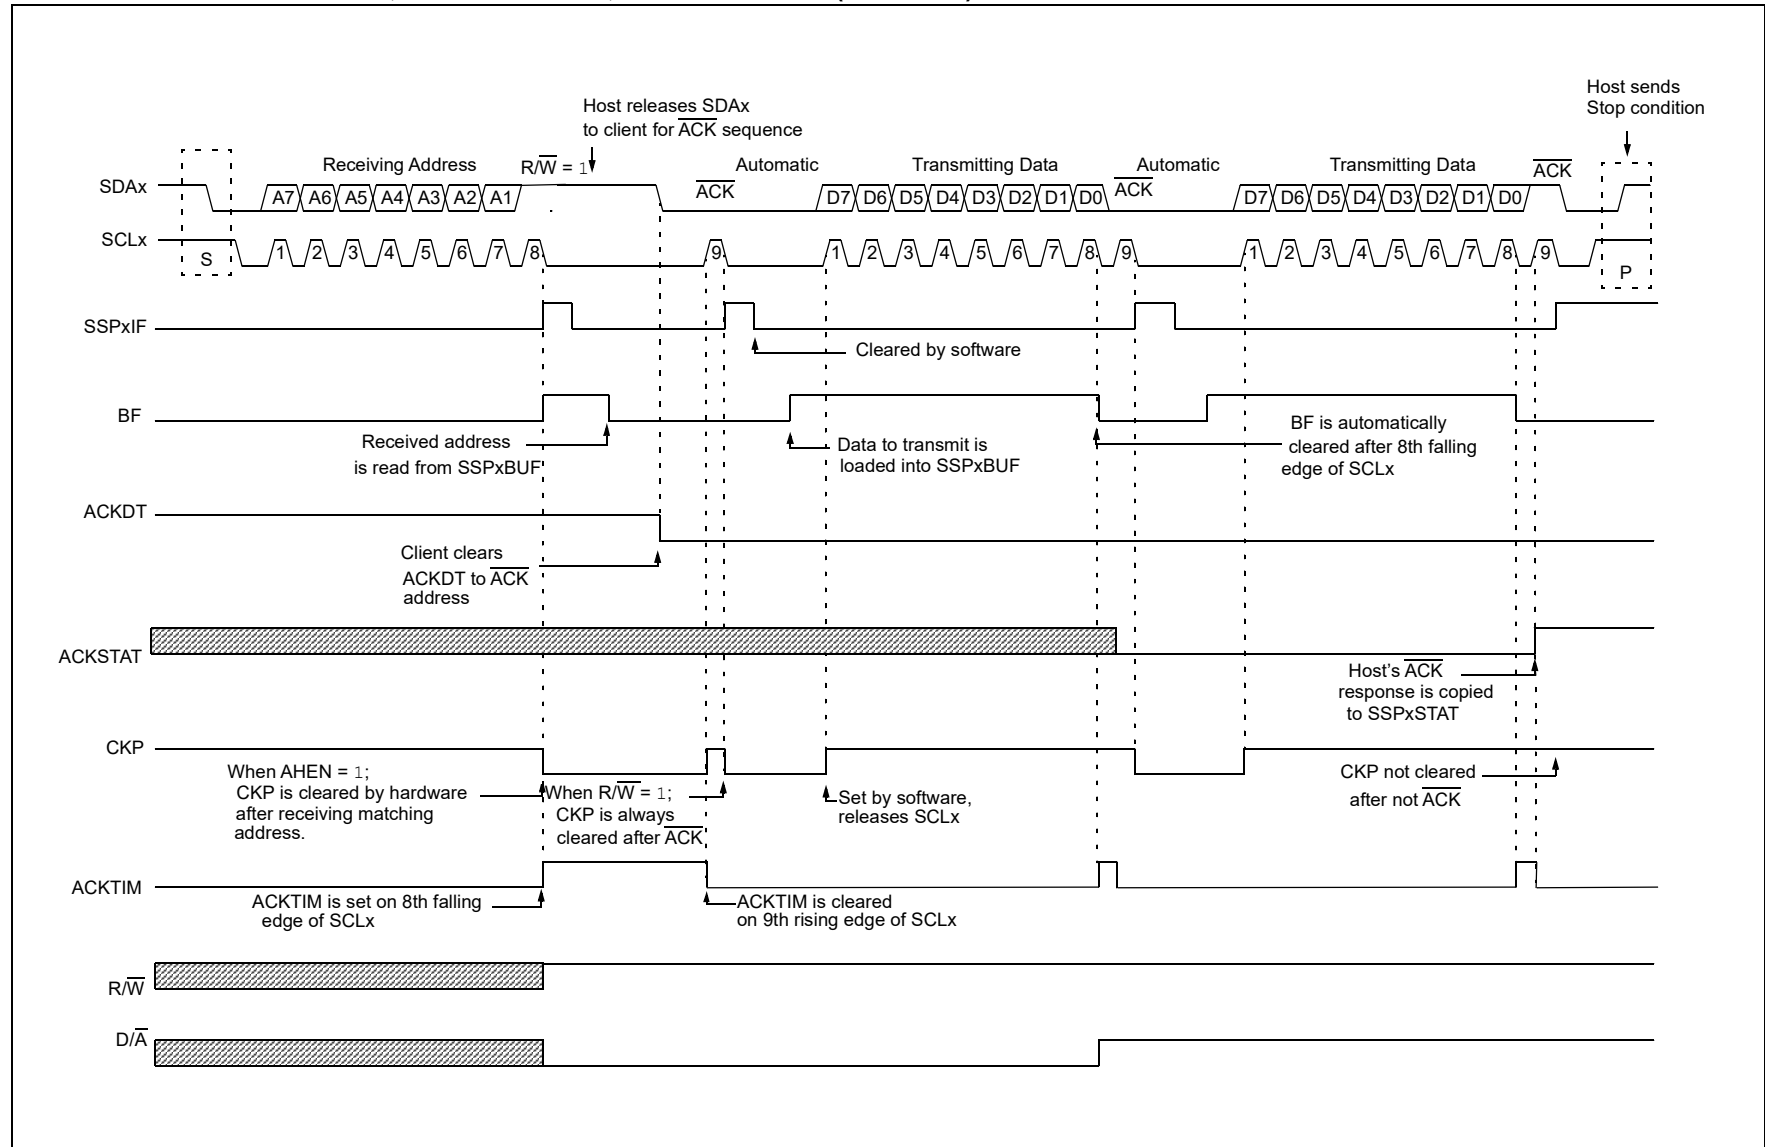 Host sends
Stop condition
Host releases SDAx
to client for A̅C̅K̅ sequence
Receiving Address
R/W̅ = 1
Automatic
Transmitting Data
Automatic
Transmitting Data
A̅C̅K̅
SDAx
A7 A6 A5 A4 A3 A2 A1
A̅C̅K̅
D7 D6 D5 D4 D3 D2 D1 D0
A̅C̅K̅
D7 D6 D5 D4 D3 D2 D1 D0
SCLx
S
1 2 3 4 5 6 7 8 9 1 2 3 4 5 6 7 8 9 1 2 3 4 5 6 7 8 9
P
SSPxIF
Cleared by software
BF
Received address
is read from SSPxBUF
Data to transmit is
loaded into SSPxBUF
BF is automatically
cleared after 8th falling
edge of SCLx
ACKDT
Client clears
ACKDT to A̅C̅K̅
address
ACKSTAT
Host's A̅C̅K̅
response is copied
to SSPxSTAT
CKP
When AHEN = 1;
CKP is cleared by hardware
after receiving matching
address.
When R/W̅ = 1;
CKP is always
cleared after A̅C̅K̅
Set by software,
releases SCLx
CKP not cleared
after not A̅C̅K̅
ACKTIM
ACKTIM is set on 8th falling
edge of SCLx
ACKTIM is cleared
on 9th rising edge of SCLx
R/W̅
D/A̅